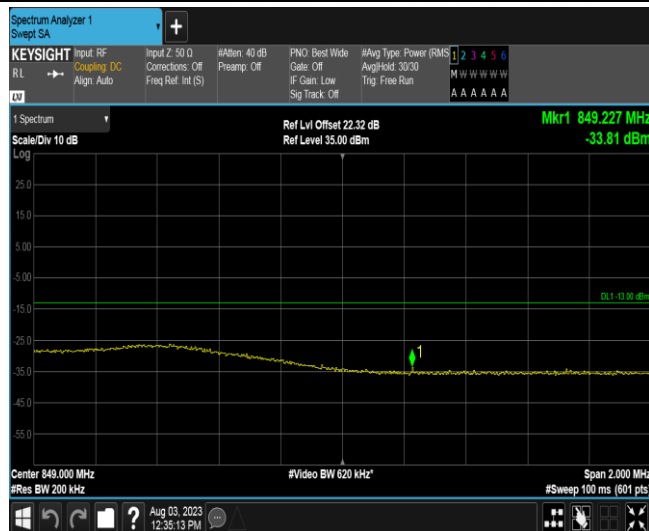 Spectrum Analyzer 1
Swept SA
KEYSIGHT
RL
LXI
Input: RF
Coupling: DC
Align: Auto
Input Z: 50 Ω
Corrections: Off
Freq Ref: Int (S)
#Atten: 40 dB
Preamp: Off
PNO: Best Wide
Gate: Off
IF Gain: Low
Sig Track: Off
#Avg Type: Power (RMS
Avg|Hold: 30/30
Trig: Free Run
1 2 3 4 5 6
M W W W W W
A A A A A A
1 Spectrum
Scale/Div 10 dB
Ref Lvl Offset 22.32 dB
Ref Level 35.00 dBm
Mkr1 849.227 MHz
-33.81 dBm
Log
25.0
15.0
5.00
-5.00
DL1 -13.00 dBm
-15.0
-25.0
1
-35.0
-45.0
-55.0
Center 849.000 MHz
#Video BW 620 kHz*
Span 2.000 MHz
#Res BW 200 kHz
#Sweep 100 ms (601 pts)
?
Aug 03, 2023
12:35:13 PM